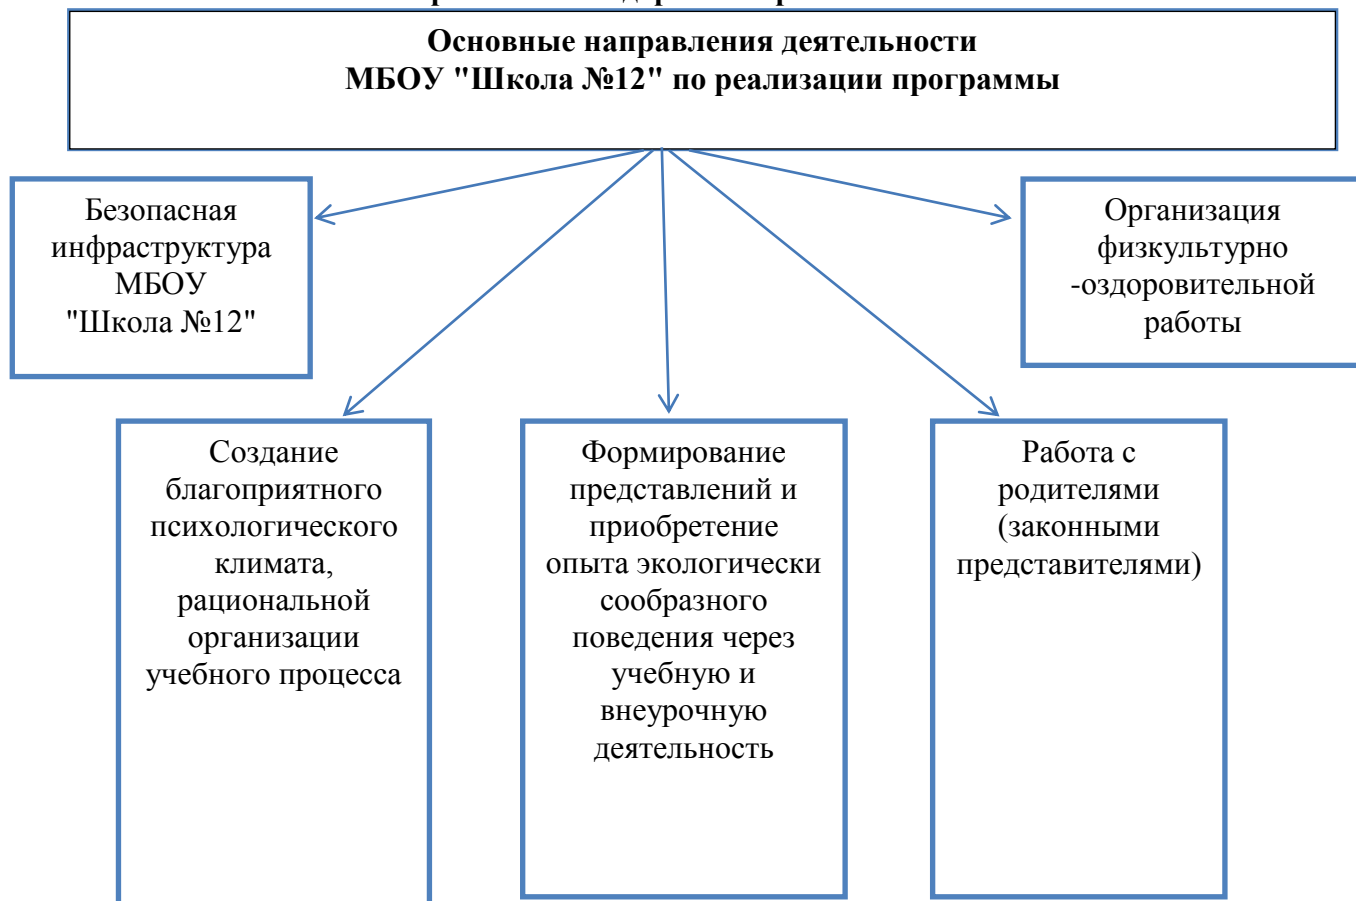 Основные направления деятельности
МБОУ "Школа №12" по реализации программы
Безопасная
инфраструктура
МБОУ
"Школа №12"
Организация
физкультурно
-оздоровительной
работы
Создание
благоприятного
психологического
климата,
рациональной
организации
учебного процесса
Формирование
представлений и
приобретение
опыта экологически
сообразного
поведения через
учебную и
внеурочную
деятельность
Работа с
родителями
(законными
представителями)